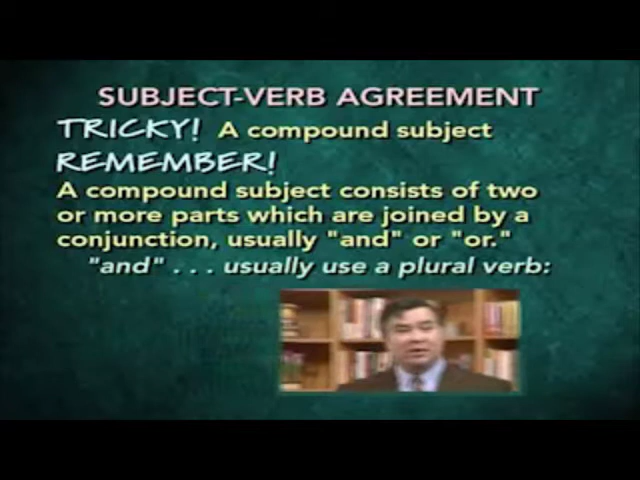 SUBJECT-VERB AGREEMENT
TRICKY! A compound subject
REMEMBER!
A compound subject consists of two
or more parts which are joined by a
conjunction, usually "and" or "or."
"and" . . . usually use a plural verb: